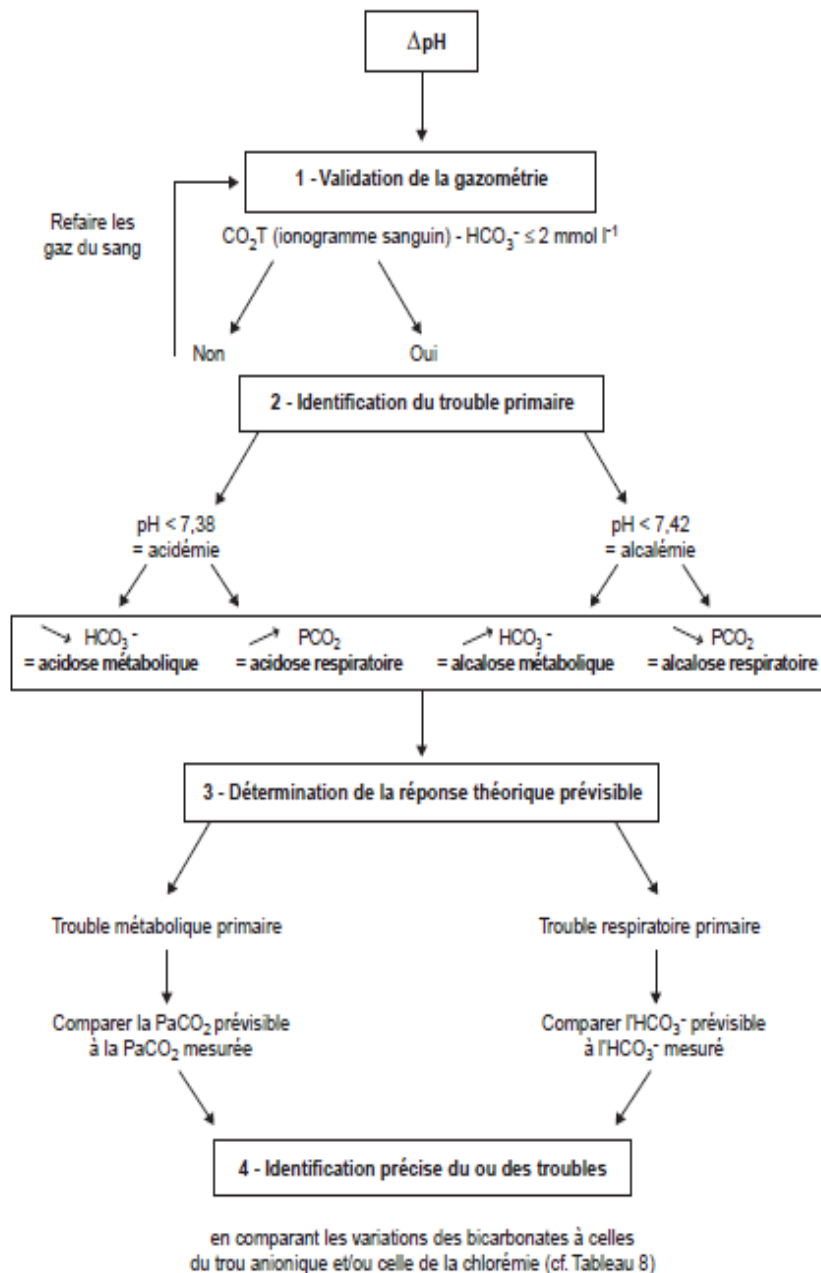 ΔpH
1 - Validation de la gazométrie
Refaire les
gaz du sang
CO₂T (ionogramme sanguin) - HCO₃⁻ ≤ 2 mmol l⁻¹
Non
Oui
2 - Identification du trouble primaire
pH < 7,38
= acidémie
pH < 7,42
= alcalémie
↘ HCO₃⁻
= acidose métabolique
↗ PCO₂
= acidose respiratoire
↗ HCO₃⁻
= alcalose métabolique
↘ PCO₂
= alcalose respiratoire
3 - Détermination de la réponse théorique prévisible
Trouble métabolique primaire
Trouble respiratoire primaire
Comparer la PaCO₂ prévisible
à la PaCO₂ mesurée
Comparer l'HCO₃⁻ prévisible
à l'HCO₃⁻ mesuré
4 - Identification précise du ou des troubles
en comparant les variations des bicarbonates à celles
du trou anionique et/ou celle de la chlorémie (cf. Tableau 8)